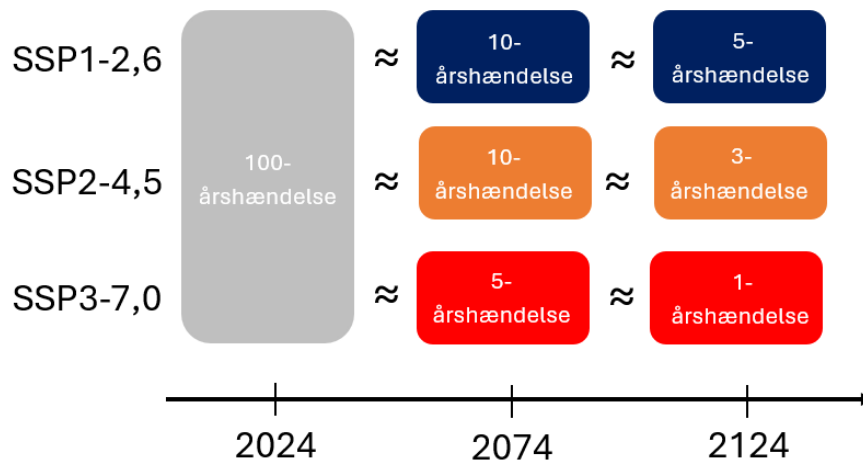 SSP1-2,6
≈
10-
årshændelse
≈
5-
årshændelse
SSP2-4,5
100-
årshændelse
≈
10-
årshændelse
≈
3-
årshændelse
SSP3-7,0
≈
5-
årshændelse
≈
1-
årshændelse
2024
2074
2124